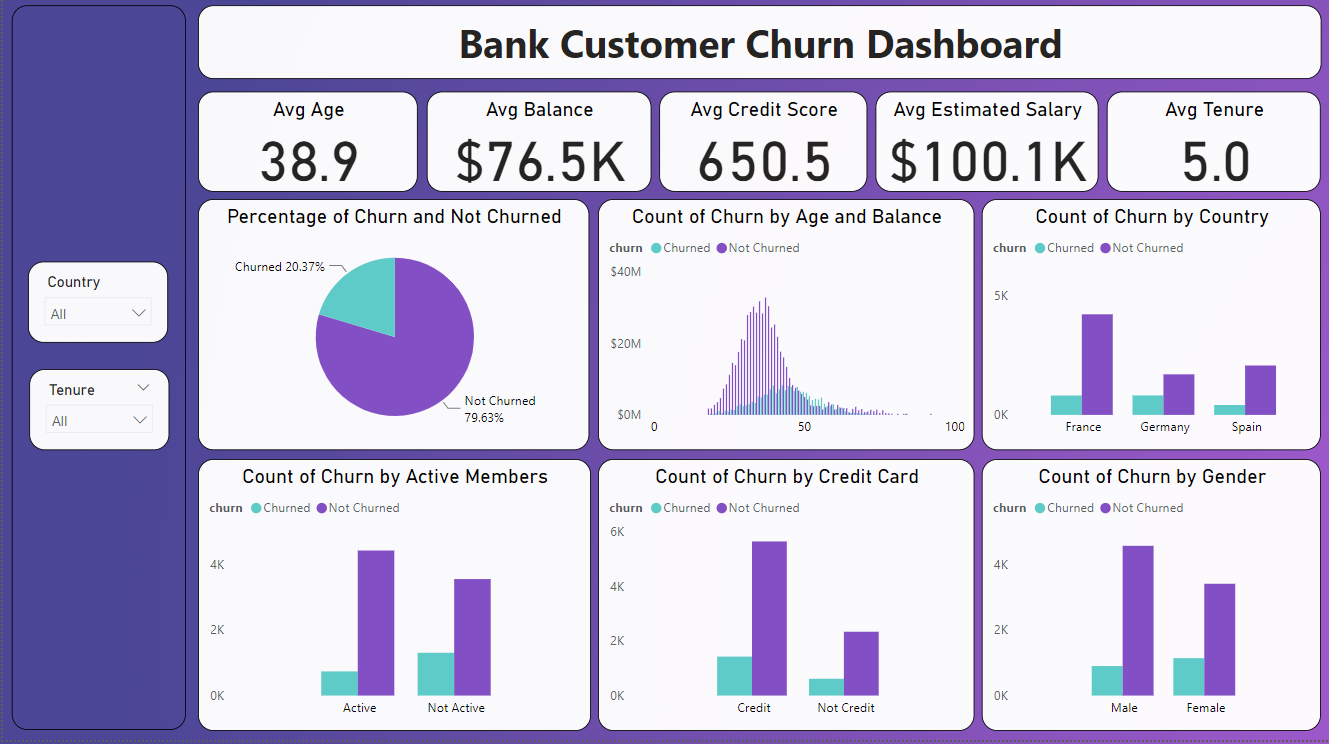 Bank Customer Churn Dashboard
Avg Age
38.9
Avg Balance
$76.5K
Avg Credit Score
650.5
Avg Estimated Salary
$100.1K
Avg Tenure
5.0
Country
All
Tenure
All
Percentage of Churn and Not Churned
Churned 20.37%
Not Churned
79.63%
Count of Churn by Age and Balance
churn Churned Not Churned
$40M
$20M
$0M
0 50 100
Count of Churn by Country
churn Churned Not Churned
5K
0K
France Germany Spain
Count of Churn by Active Members
churn Churned Not Churned
4K
2K
0K
Active Not Active
Count of Churn by Credit Card
churn Churned Not Churned
6K
4K
2K
0K
Credit Not Credit
Count of Churn by Gender
churn Churned Not Churned
4K
2K
0K
Male Female